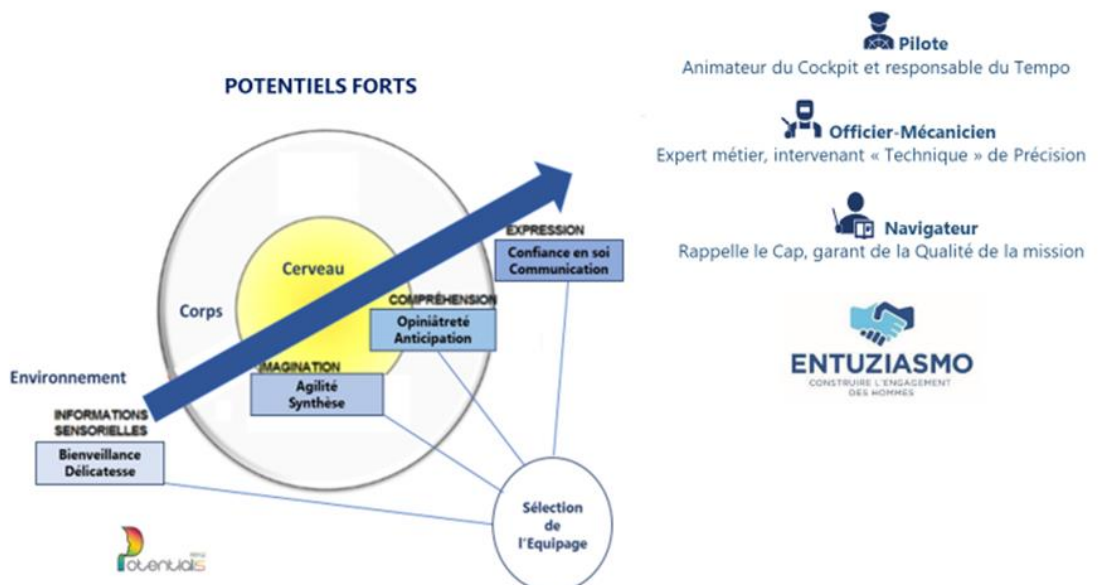 POTENTIELS FORTS
Cerveau
Corps
Environnement
INFORMATIONS
SENSORIELLES
Bienveillance
Délicatesse
IMAGINATION
Agilité
Synthèse
COMPRÉHENSION
Opiniâtreté
Anticipation
EXPRESSION
Confiance en soi
Communication
Sélection
de
l'Equipage
Potentials
Pilote
Animateur du Cockpit et responsable du Tempo
Officier-Mécanicien
Expert métier, intervenant « Technique » de Précision
Navigateur
Rappelle le Cap, garant de la Qualité de la mission
ENTUZIASMO
CONSTRUIRE L'ENGAGEMENT
DES HOMMES